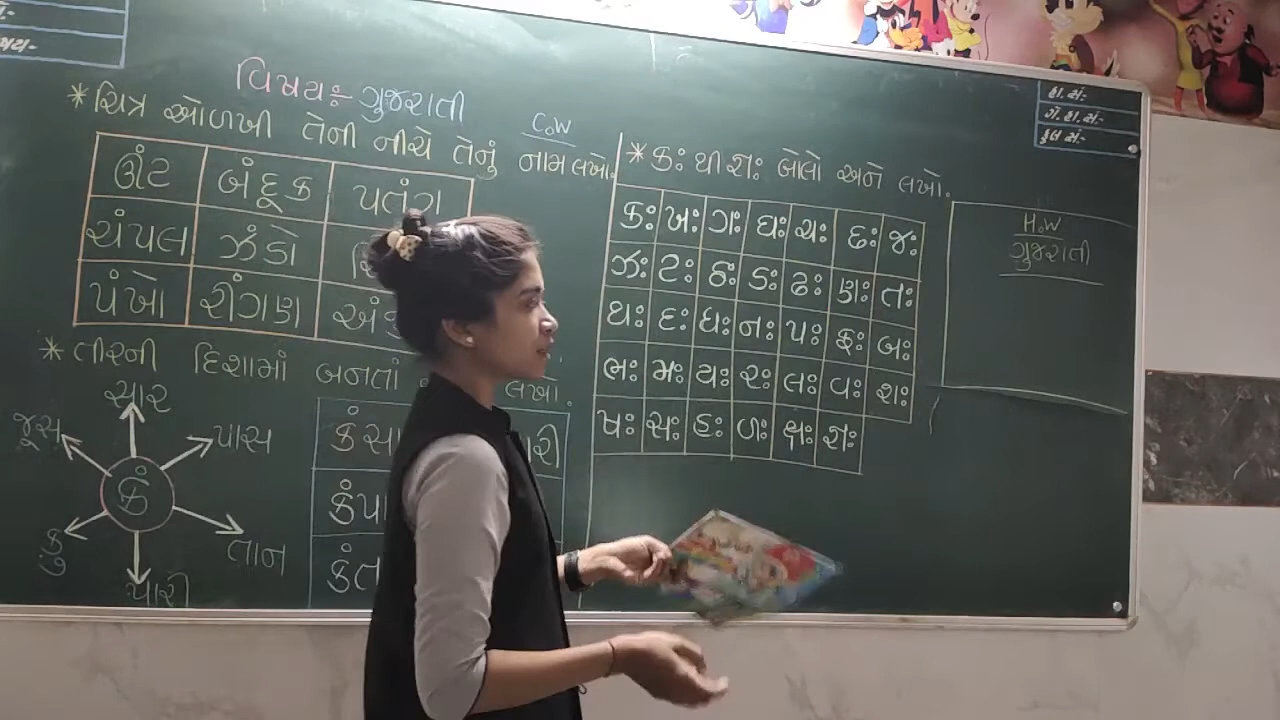 વિષય:- ગુજરાતી
C.W
* ચિત્ર ઓળખી તેની નીચે તેનું નામ લખો.
ઊંટ બંદૂક પતંગ
ચંપલ ઝંડો
પંખો રીંગણ
* તીરની દિશામાં બનતાં લખો.
સાર
જૂસ પાસ
કં
કુ તાન
પારી
* કઃ થી જ્ઞઃ બોલો અને લખો.
કઃ ખઃ ગઃ ઘઃ ચઃ છઃ જઃ
ઝઃ ટઃ ઠઃ ડઃ ઢઃ ણઃ તઃ
થઃ દઃ ધઃ નઃ પઃ ફઃ બઃ
ભઃ મઃ યઃ રઃ લઃ વઃ શઃ
ષઃ સઃ હઃ ળઃ ક્ષઃ જ્ઞઃ
હા. સં:-
ગે. હા. સં:-
કુલ સં:-
H.W
ગુજરાતી